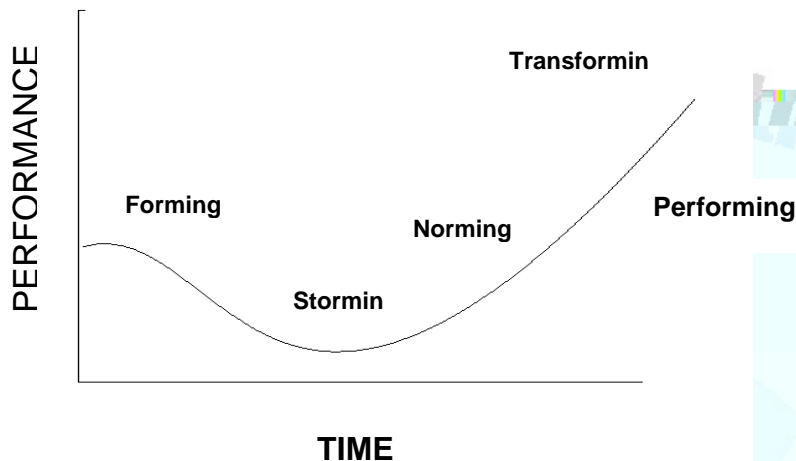 PERFORMANCE
Transformin
Forming
Performing
Norming
Stormin
TIME